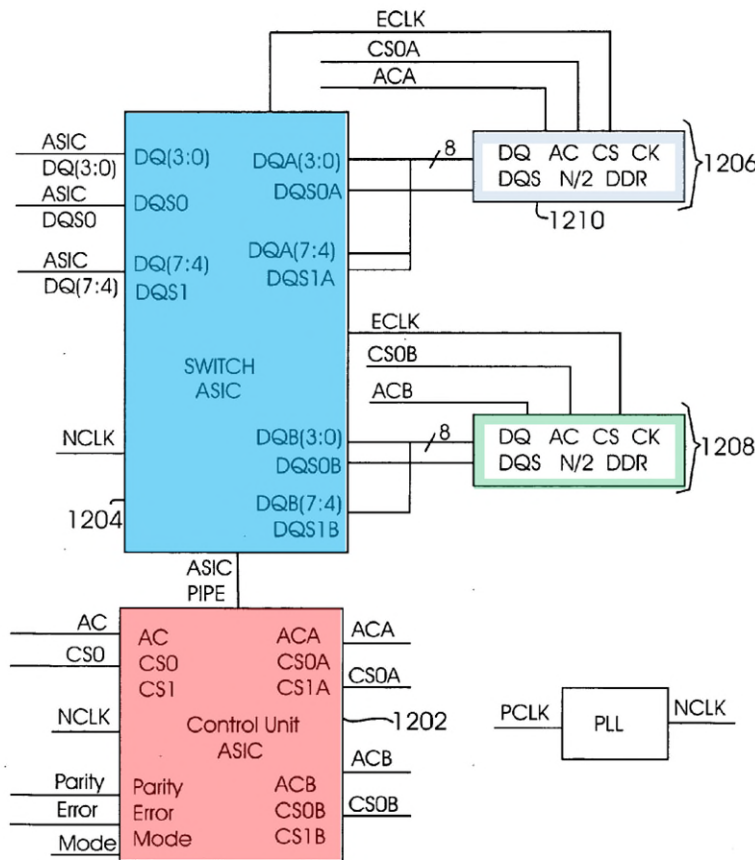 ECLK
CS0A
ACA
ASIC
DQ(3:0)
ASIC
DQS0
ASIC
DQ(7:4)
NCLK
1204
DQ(3:0)
DQS0
DQ(7:4)
DQS1
DQA(3:0)
DQS0A
DQA(7:4)
DQS1A
SWITCH
ASIC
DQB(3:0)
DQS0B
DQB(7:4)
DQS1B
8
DQ AC CS CK
DQS N/2 DDR
1206
1210
ECLK
CS0B
ACB
8
DQ AC CS CK
DQS N/2 DDR
1208
ASIC
PIPE
AC
CS0
NCLK
Parity
Error
Mode
AC
CS0
CS1
ACA
CS0A
CS1A
Control Unit
ASIC
Parity
Error
Mode
ACB
CS0B
CS1B
ACA
CS0A
1202
ACB
CS0B
PCLK
PLL
NCLK